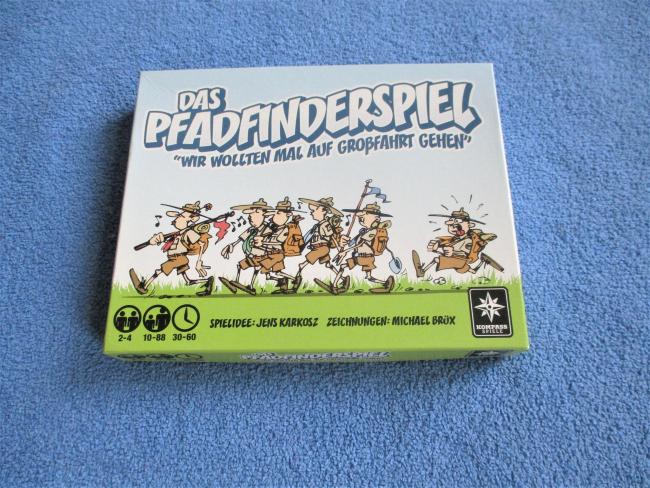 DAS
PFADFINDERSPIEL
"WIR WOLLTEN MAL AUF GROßFAHRT GEHEN"
2-4 10-88 30-60
SPIELIDEE: JENS KARKOSZ ZEICHNUNGEN: MICHAEL BRÜX
KOMPASS
SPIELE
DAS
PFADFINDERSPIEL